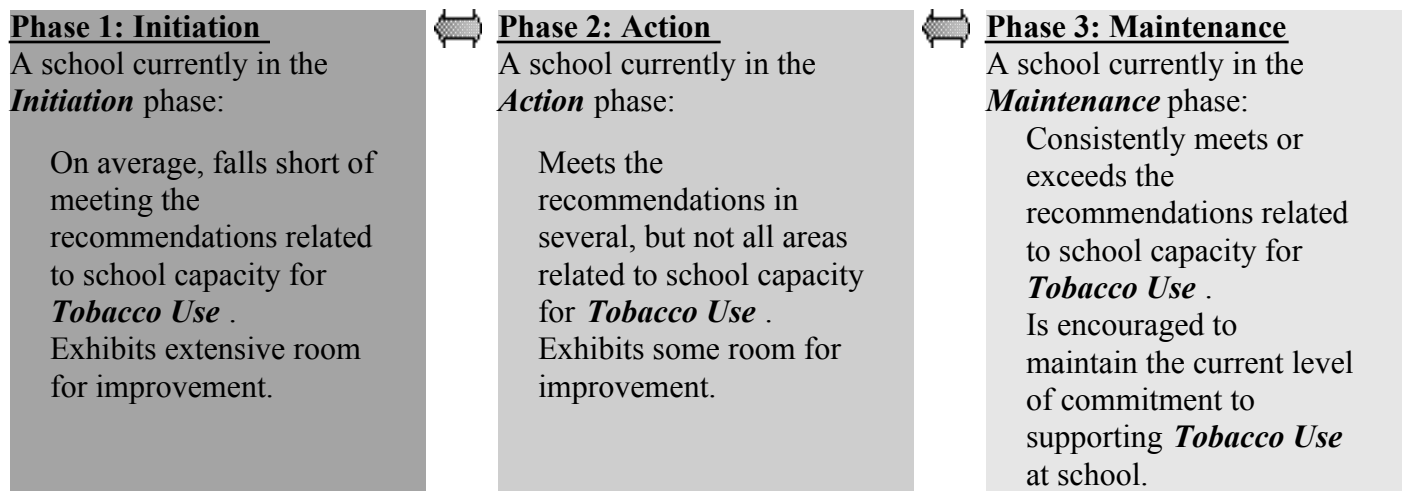 Phase 1: Initiation
A school currently in the
Initiation phase:
On average, falls short of
meeting the
recommendations related
to school capacity for
Tobacco Use .
Exhibits extensive room
for improvement.
Phase 2: Action
A school currently in the
Action phase:
Meets the
recommendations in
several, but not all areas
related to school capacity
for Tobacco Use .
Exhibits some room for
improvement.
Phase 3: Maintenance
A school currently in the
Maintenance phase:
Consistently meets or
exceeds the
recommendations related
to school capacity for
Tobacco Use .
Is encouraged to
maintain the current level
of commitment to
supporting Tobacco Use
at school.